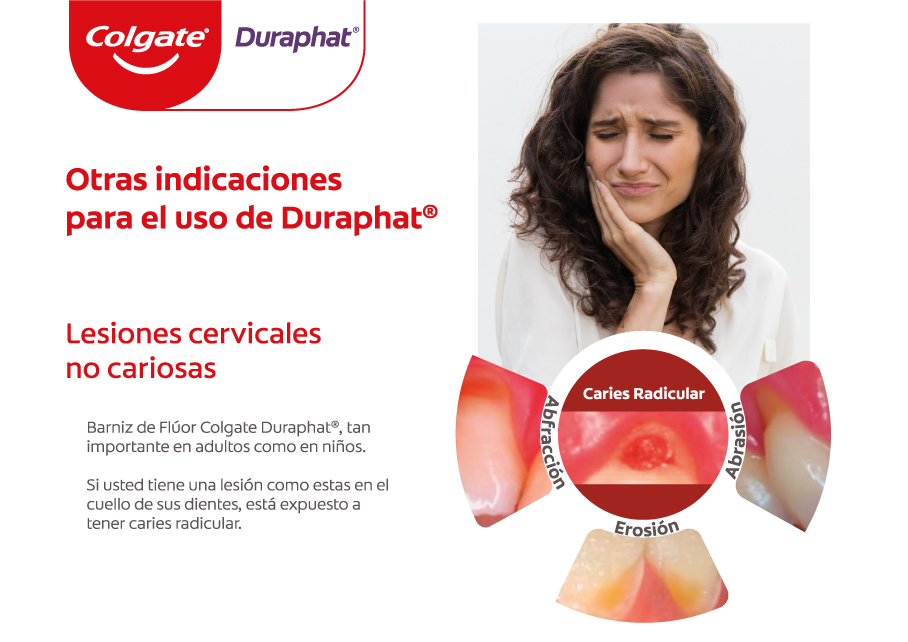 Colgate®
Duraphat®
Otras indicaciones
para el uso de Duraphat®
Lesiones cervicales
no cariosas
Barniz de Flúor Colgate Duraphat®, tan
importante en adultos como en niños.
Si usted tiene una lesión como estas en el
cuello de sus dientes, está expuesto a
tener caries radicular.
Caries Radicular
Abfracción
Abrasión
Erosión